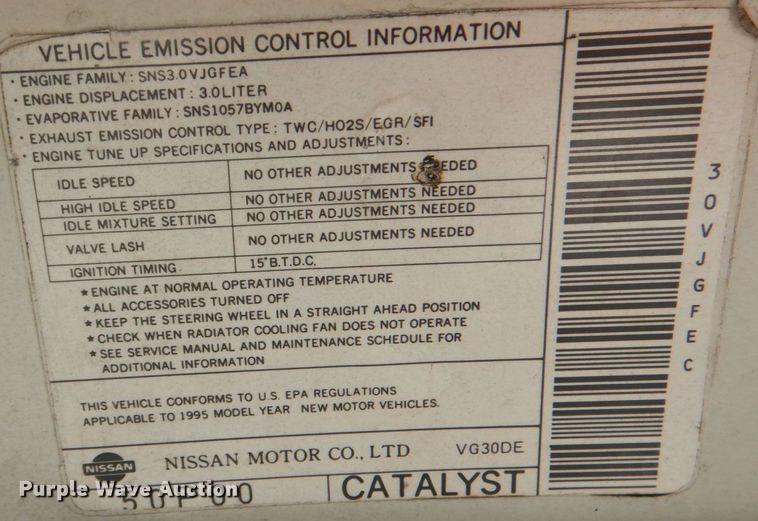 VEHICLE EMISSION CONTROL INFORMATION
· ENGINE FAMILY : SNS3.0VJGFEA
· ENGINE DISPLACEMENT : 3.0LITER
· EVAPORATIVE FAMILY : SNS1057BYM0A
· EXHAUST EMISSION CONTROL TYPE : TWC/HO2S/EGR/SFI
· ENGINE TUNE UP SPECIFICATIONS AND ADJUSTMENTS :
IDLE SPEED NO OTHER ADJUSTMENTS NEEDED
HIGH IDLE SPEED NO OTHER ADJUSTMENTS NEEDED
IDLE MIXTURE SETTING NO OTHER ADJUSTMENTS NEEDED
VALVE LASH NO OTHER ADJUSTMENTS NEEDED
IGNITION TIMING 15°B.T.D.C.
★ENGINE AT NORMAL OPERATING TEMPERATURE
★ALL ACCESSORIES TURNED OFF
★KEEP THE STEERING WHEEL IN A STRAIGHT AHEAD POSITION
★CHECK WHEN RADIATOR COOLING FAN DOES NOT OPERATE
★SEE SERVICE MANUAL AND MAINTENANCE SCHEDULE FOR
ADDITIONAL INFORMATION
THIS VEHICLE CONFORMS TO U.S. EPA REGULATIONS
APPLICABLE TO 1995 MODEL YEAR NEW MOTOR VEHICLES.
NISSAN NISSAN MOTOR CO., LTD VG30DE
CATALYST
30VJGFEC
Purple Wave Auction